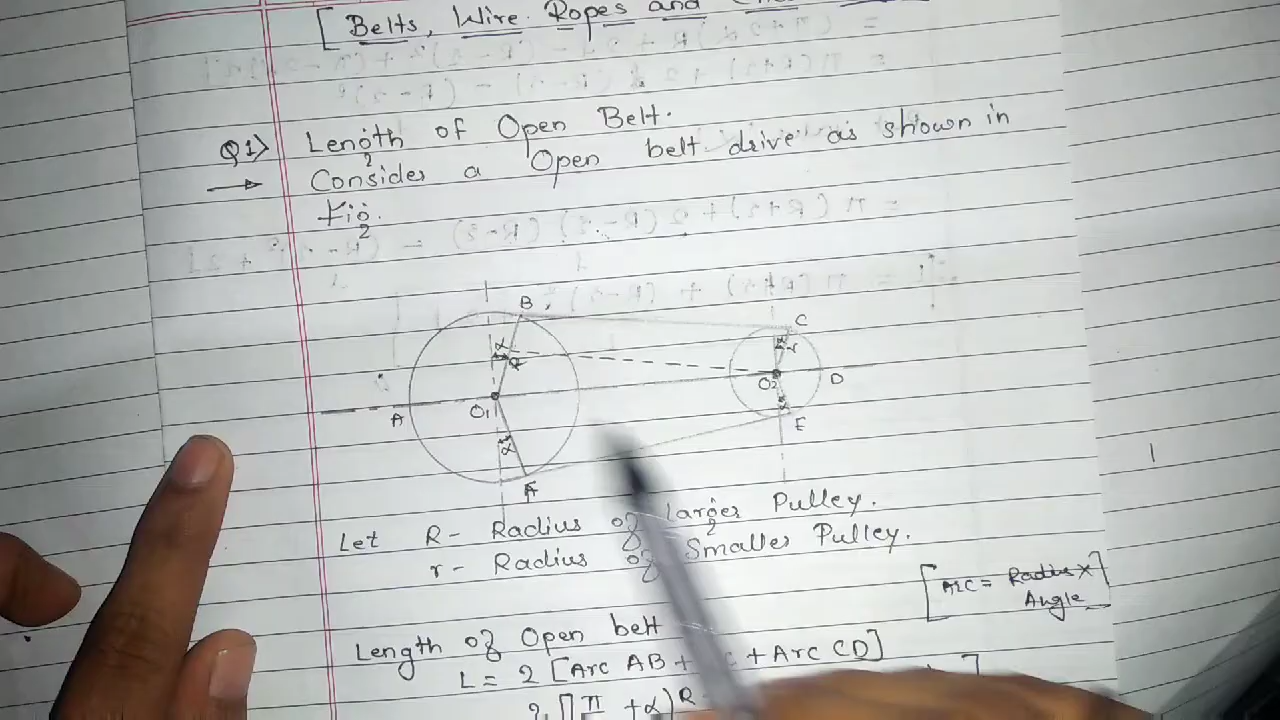 [Belts, Wire Ropes and
Q1> Length of Open Belt.
→ Consider a Open belt drive as shown in
Fig.
B
C
α
α
r
A
O1
O2
D
α
α
E
F
Let R- Radius of larger Pulley.
r- Radius of Smaller Pulley.
[Arc = Radius X
Angle]
Length of Open belt
L = 2 [Arc AB + C + Arc CD]
2 [(π + α) R